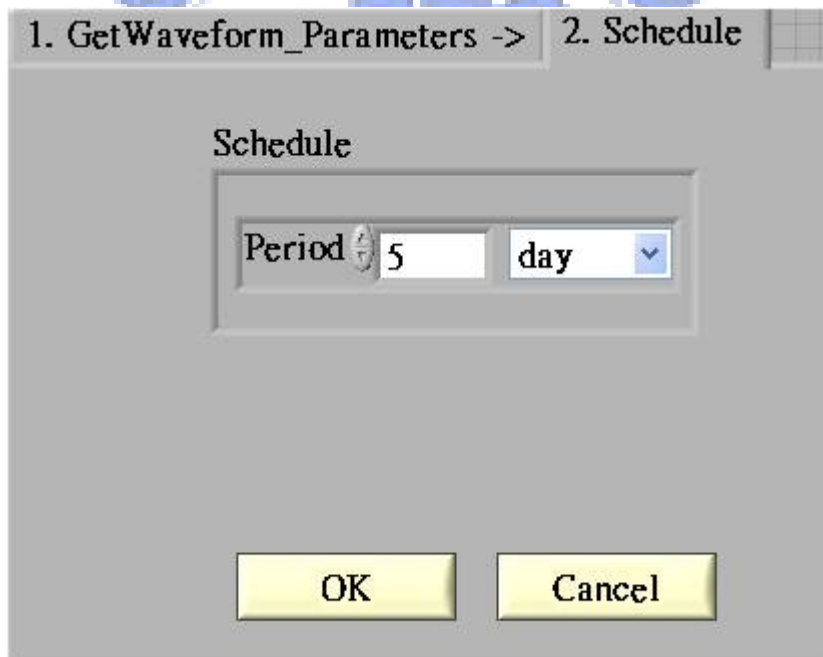 1. GetWaveform_Parameters -> 2. Schedule
Schedule
Period 5 day
OK Cancel